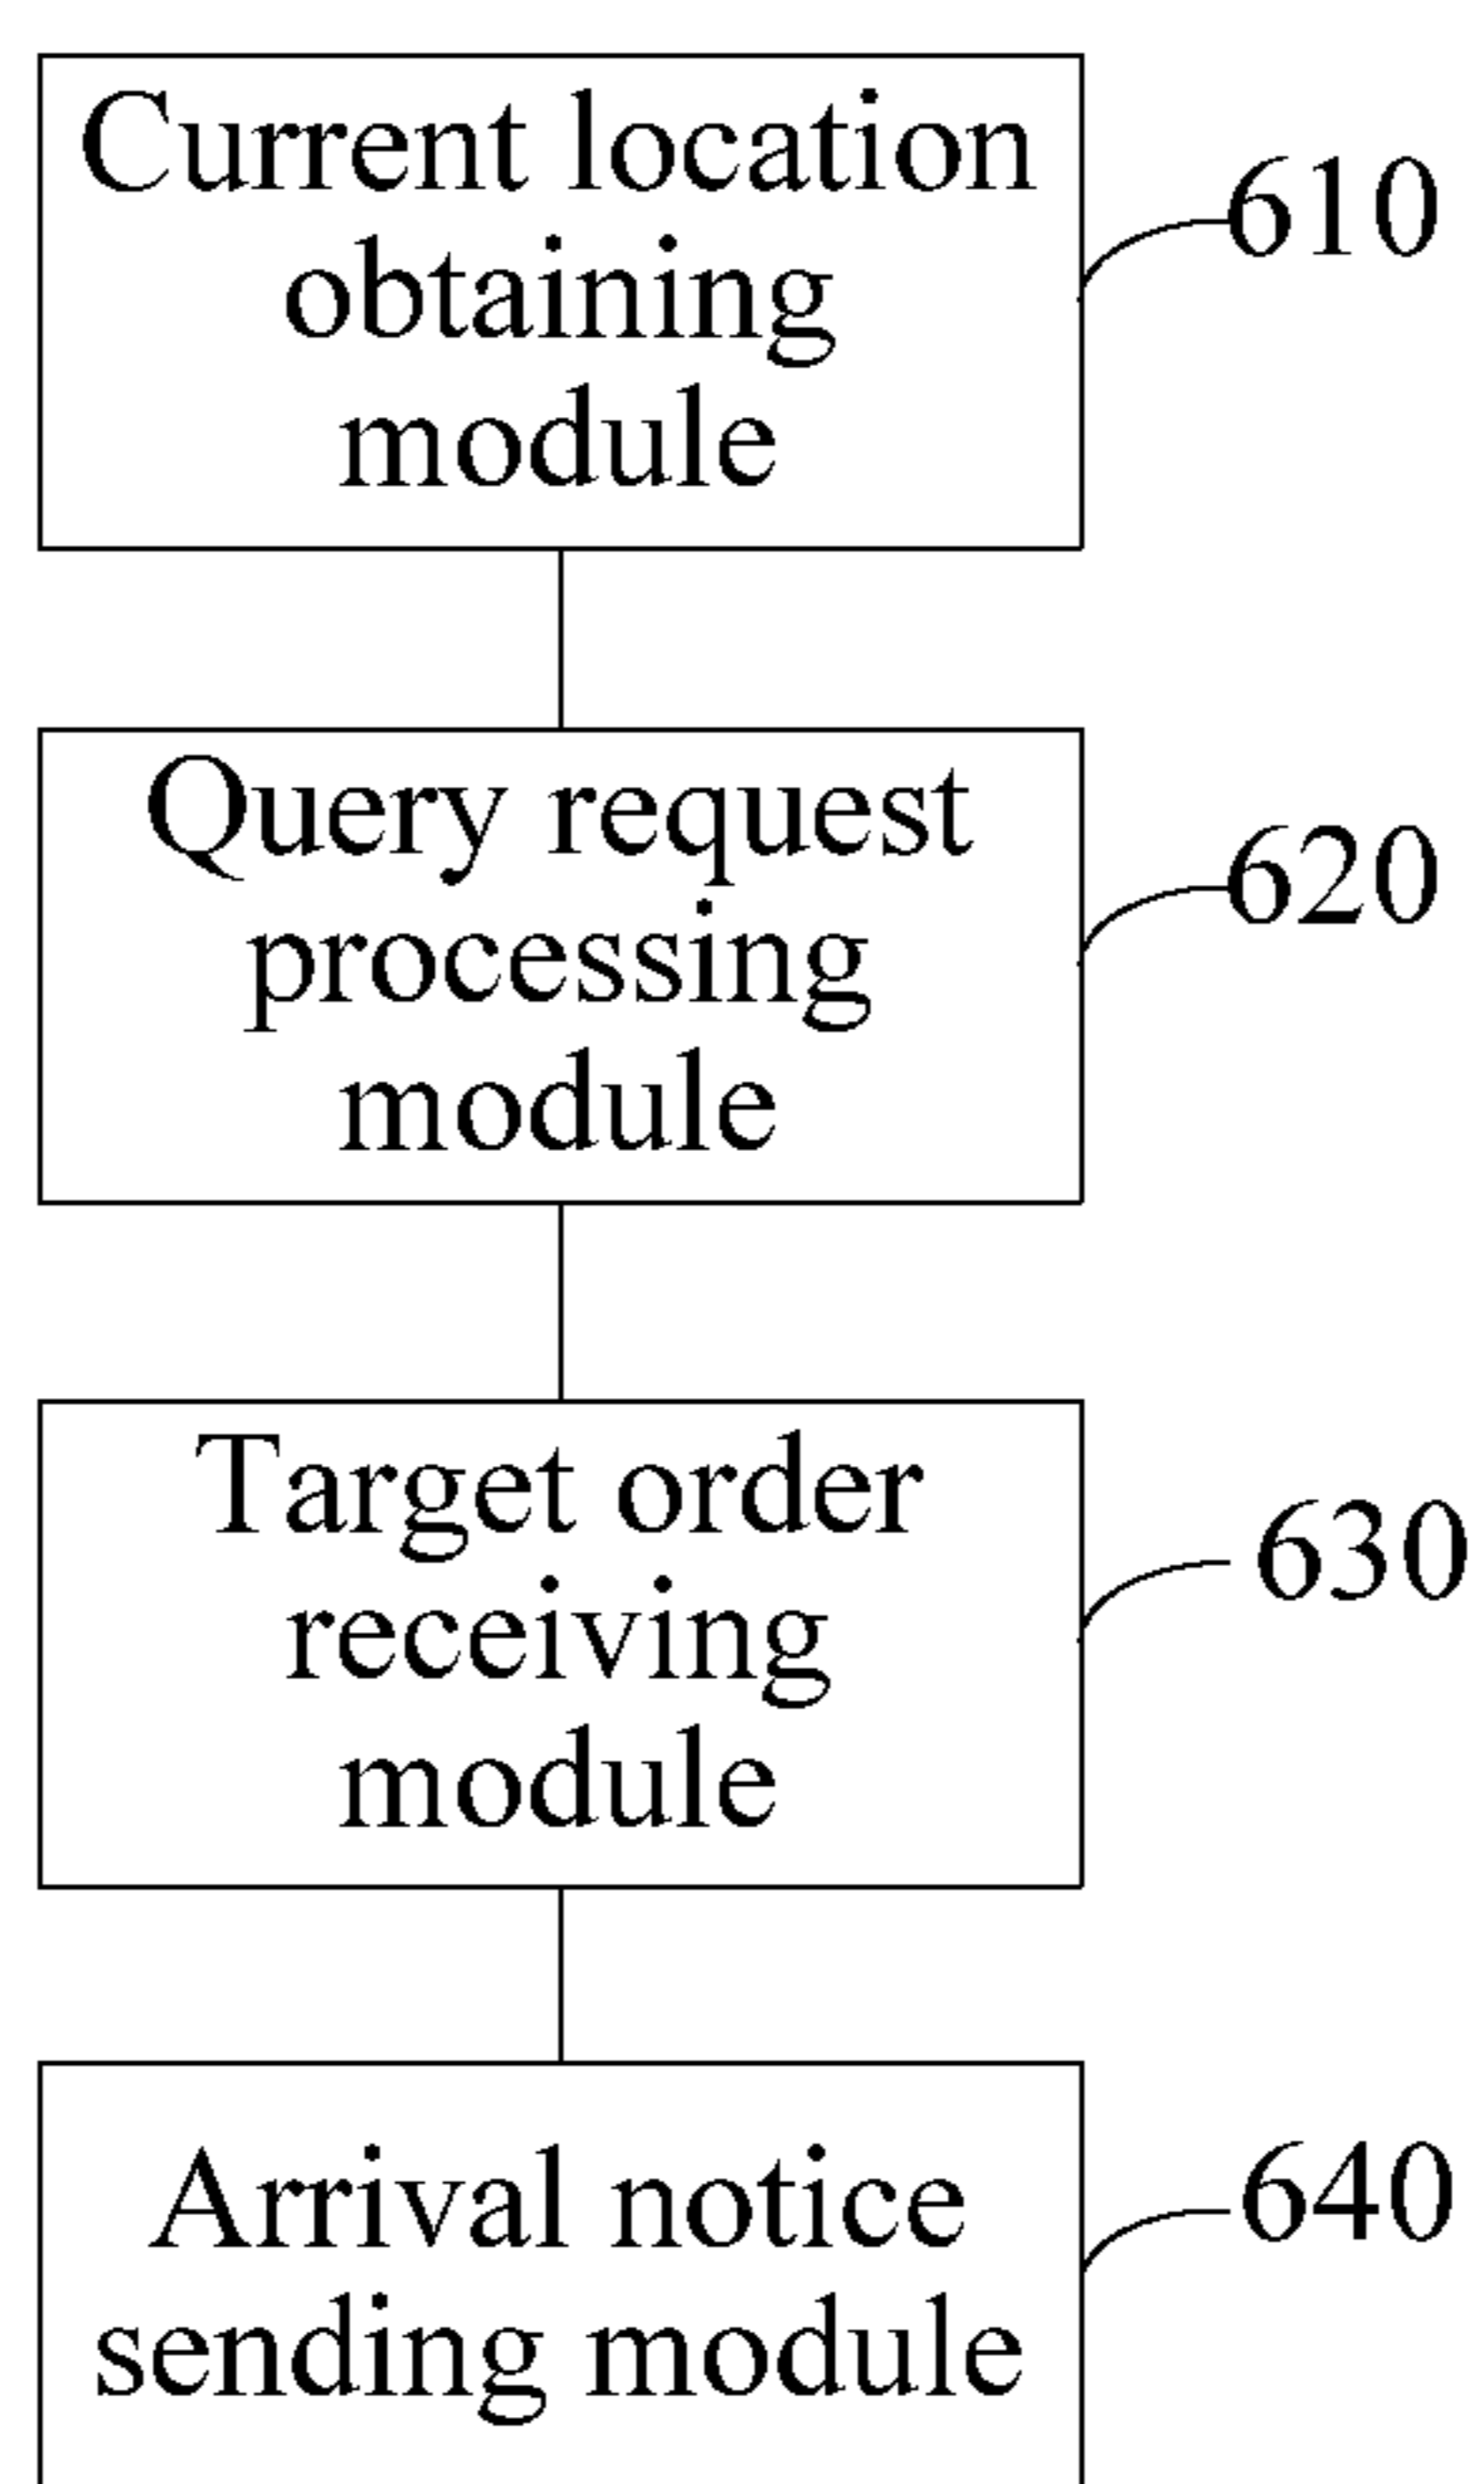 Current location
obtaining
module
610
Query request
processing
module
620
Target order
receiving
module
630
Arrival notice
sending module
640